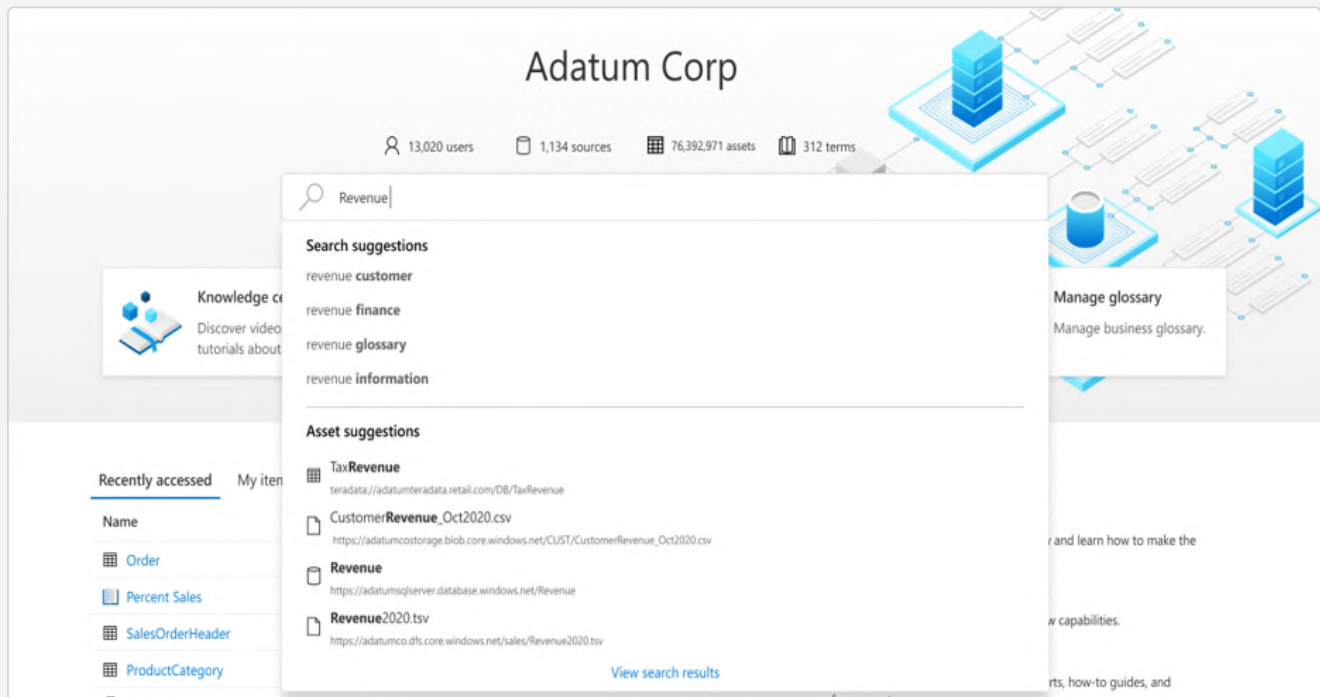 Adatum Corp
13,020 users 1,134 sources 76,392,971 assets 312 terms
Revenue
Search suggestions
revenue customer
revenue finance
revenue glossary
revenue information
Knowledge ce
Discover video
tutorials about
Manage glossary
Manage business glossary.
Asset suggestions
TaxRevenue
teradata://adatumteradata.retail.com/DB/TaxRevenue
CustomerRevenue_Oct2020.csv
https://adatumcostorage.blob.core.windows.net/CUST/CustomerRevenue_Oct2020.csv
Revenue
https://adatumsqlserver.database.windows.net/Revenue
Revenue2020.tsv
https://adatumco.dfs.core.windows.net/sales/Revenue2020.tsv
View search results
Recently accessed My iten
Name
Order
Percent Sales
SalesOrderHeader
ProductCategory
and learn how to make the
capabilities.
how-to guides, and